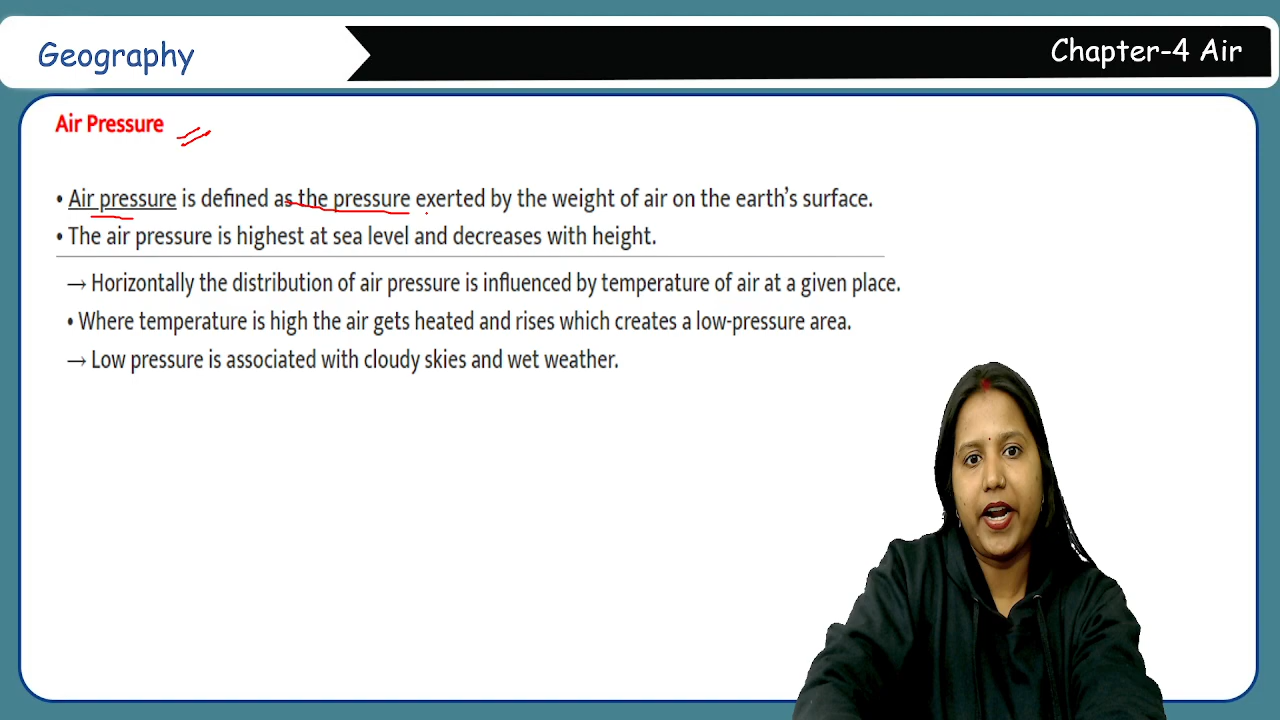 Geography
Chapter-4 Air
Air Pressure
• Air pressure is defined as the pressure exerted by the weight of air on the earth's surface.
• The air pressure is highest at sea level and decreases with height.
→ Horizontally the distribution of air pressure is influenced by temperature of air at a given place.
• Where temperature is high the air gets heated and rises which creates a low-pressure area.
→ Low pressure is associated with cloudy skies and wet weather.